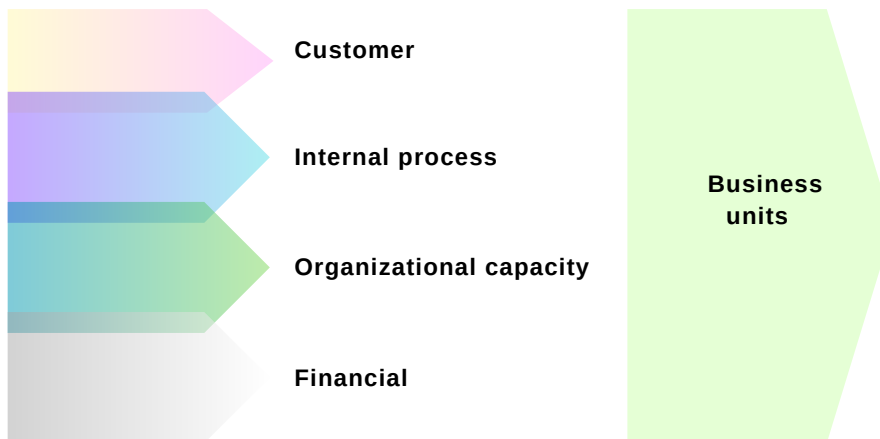 Customer
Internal process
Organizational capacity
Financial
Business
units